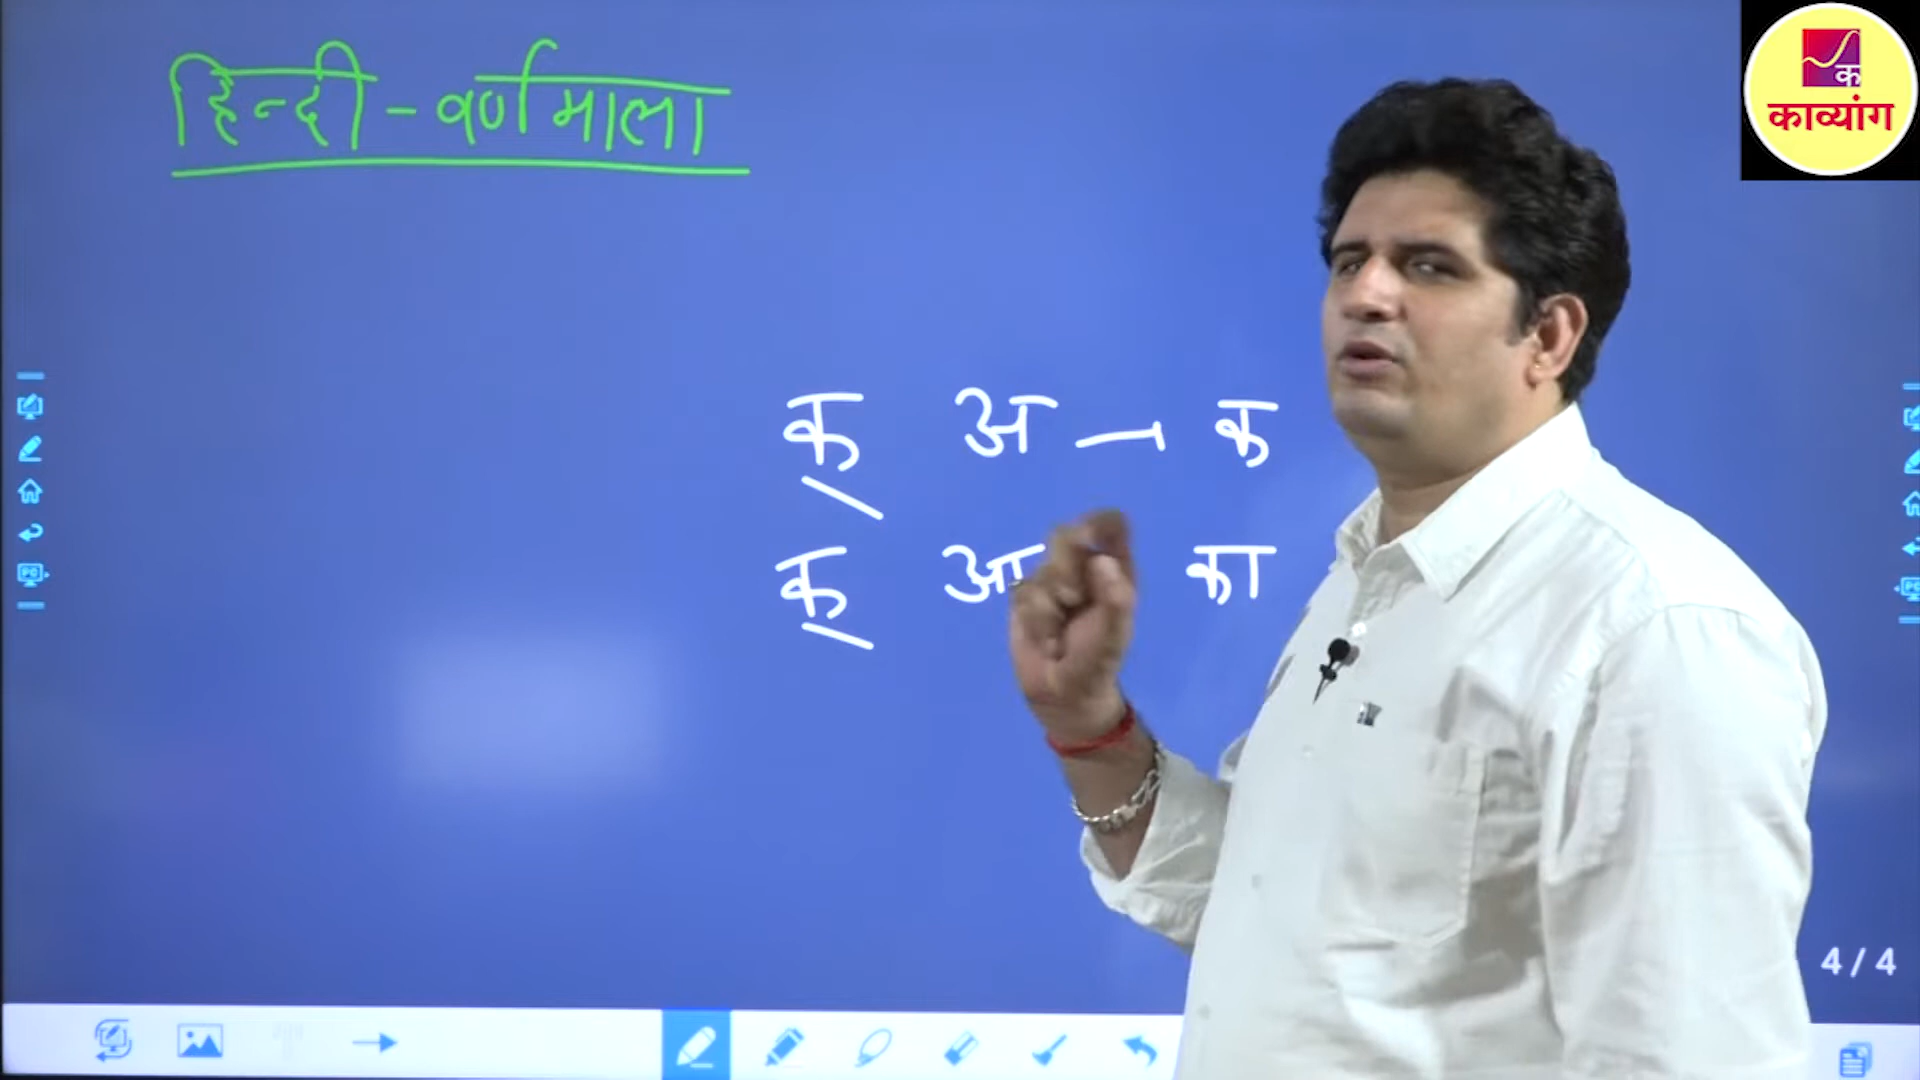 हिन्दी - वर्णमाला
क
काव्यांग
क् अ → क
क् आ का
4 / 4